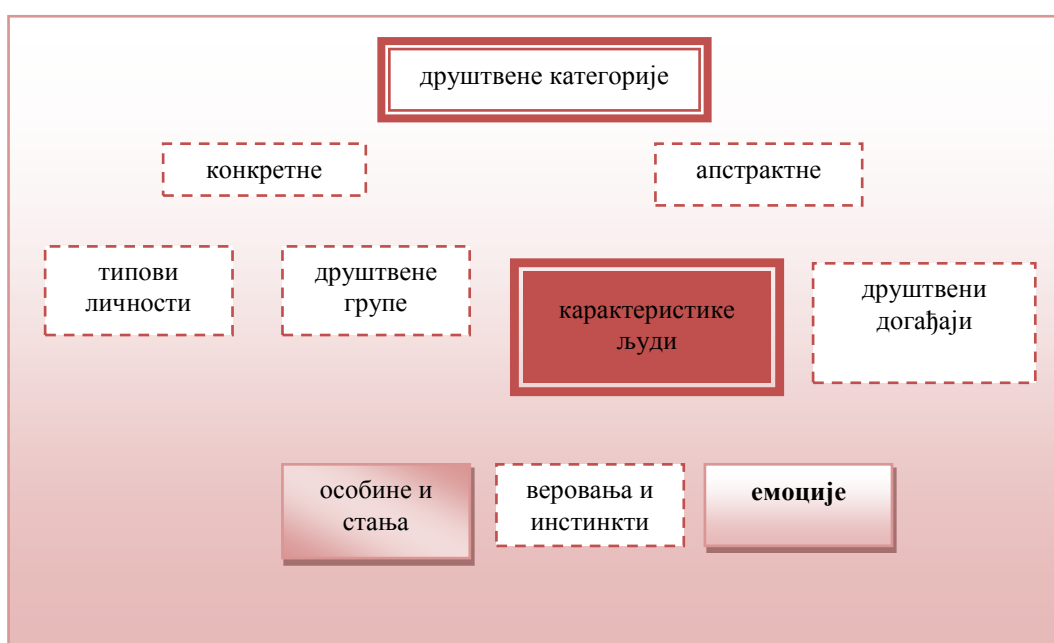 друштвене категорије
конкретне
апстрактне
типови
личности
друштвене
групе
карактеристике
људи
друштвени
догађаји
особине и
стања
веровања и
инстинкти
емоције